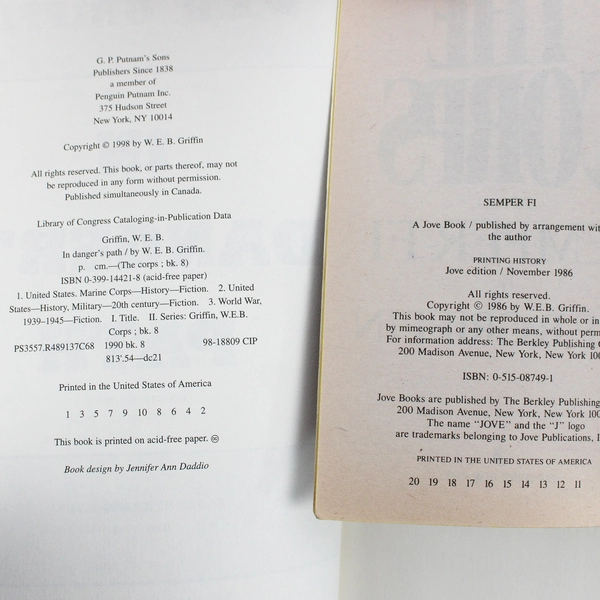 G. P. Putnam's Sons
Publishers Since 1838
a member of
Penguin Putnam Inc.
375 Hudson Street
New York, NY 10014
Copyright © 1998 by W. E. B. Griffin
All rights reserved. This book, or parts thereof, may not
be reproduced in any form without permission.
Published simultaneously in Canada.
Library of Congress Cataloging-in-Publication Data
Griffin, W. E. B.
In danger's path / by W. E. B. Griffin.
p. cm.—(The corps ; bk. 8)
ISBN 0-399-14421-8 (acid-free paper)
1. United States. Marine Corps—History—Fiction. 2. United
States—History, Military—20th century—Fiction. 3. World War,
1939-1945—Fiction. I. Title. II. Series: Griffin, W.E.B.
Corps ; bk. 8
PS3557.R489137C68 1990 bk. 8 98-18809 CIP
813'.54—dc21
Printed in the United States of America
1 3 5 7 9 10 8 6 4 2
This book is printed on acid-free paper. ♾
Book design by Jennifer Ann Daddio
SEMPER FI
A Jove Book / published by arrangement wit
the author
PRINTING HISTORY
Jove edition / November 1986
All rights reserved.
Copyright © 1986 by W. E. B. Griffin.
This book may not be reproduced in whole or in
by mimeograph or any other means, without perm
For information address: The Berkley Publishing
200 Madison Avenue, New York, New York 100
ISBN: 0-515-08749-1
Jove Books are published by The Berkley Publishing
200 Madison Avenue, New York, New York 100
The name "JOVE" and the "J" logo
are trademarks belonging to Jove Publications, I
PRINTED IN THE UNITED STATES OF AMERICA
20 19 18 17 16 15 14 13 12 11